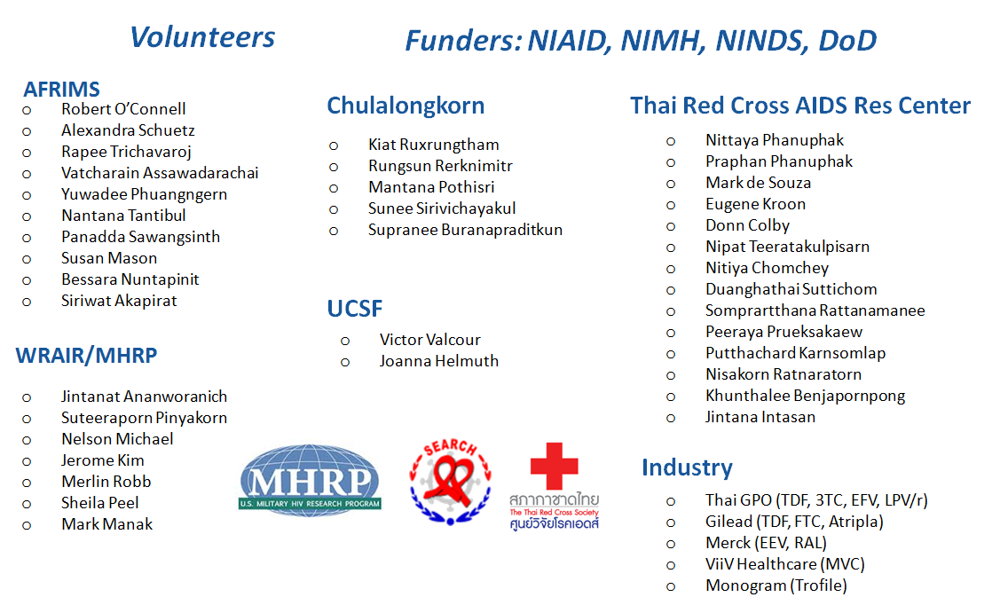 Volunteers
Funders: NIAID, NIMH, NINDS, DoD
AFRIMS
o Robert O’Connell
o Alexandra Schuetz
o Rapee Trichavaroj
o Vatcharain Assawadarachai
o Yuwadee Phuangngern
o Nantana Tantibul
o Panadda Sawangsinth
o Susan Mason
o Bessara Nuntapinit
o Siriwat Akapirat
WRAIR/MHRP
o Jintanat Ananworanich
o Suteeraporn Pinyakorn
o Nelson Michael
o Jerome Kim
o Merlin Robb
o Sheila Peel
o Mark Manak
Chulalongkorn
o Kiat Ruxrungtham
o Rungsun Rerknimitr
o Mantana Pothisri
o Sunee Sirivichayakul
o Supranee Buranapraditkun
UCSF
o Victor Valcour
o Joanna Helmuth
MHRP
U.S. MILITARY HIV RESEARCH PROGRAM
SEARCH
สภากาชาดไทย
The Thai Red Cross Society
ศูนย์วิจัยโรคเอดส์
Thai Red Cross AIDS Res Center
o Nittaya Phanuphak
o Praphan Phanuphak
o Mark de Souza
o Eugene Kroon
o Donn Colby
o Nipat Teeratakulpisarn
o Nitiya Chomchey
o Duanghathai Suttichom
o Somprartthana Rattanamanee
o Peeraya Prueksakaew
o Putthachard Karnsomlap
o Nisakorn Ratnaratorn
o Khunthalee Benjapornpong
o Jintana Intasan
Industry
o Thai GPO (TDF, 3TC, EFV, LPV/r)
o Gilead (TDF, FTC, Atripla)
o Merck (EEV, RAL)
o ViiV Healthcare (MVC)
o Monogram (Trofile)